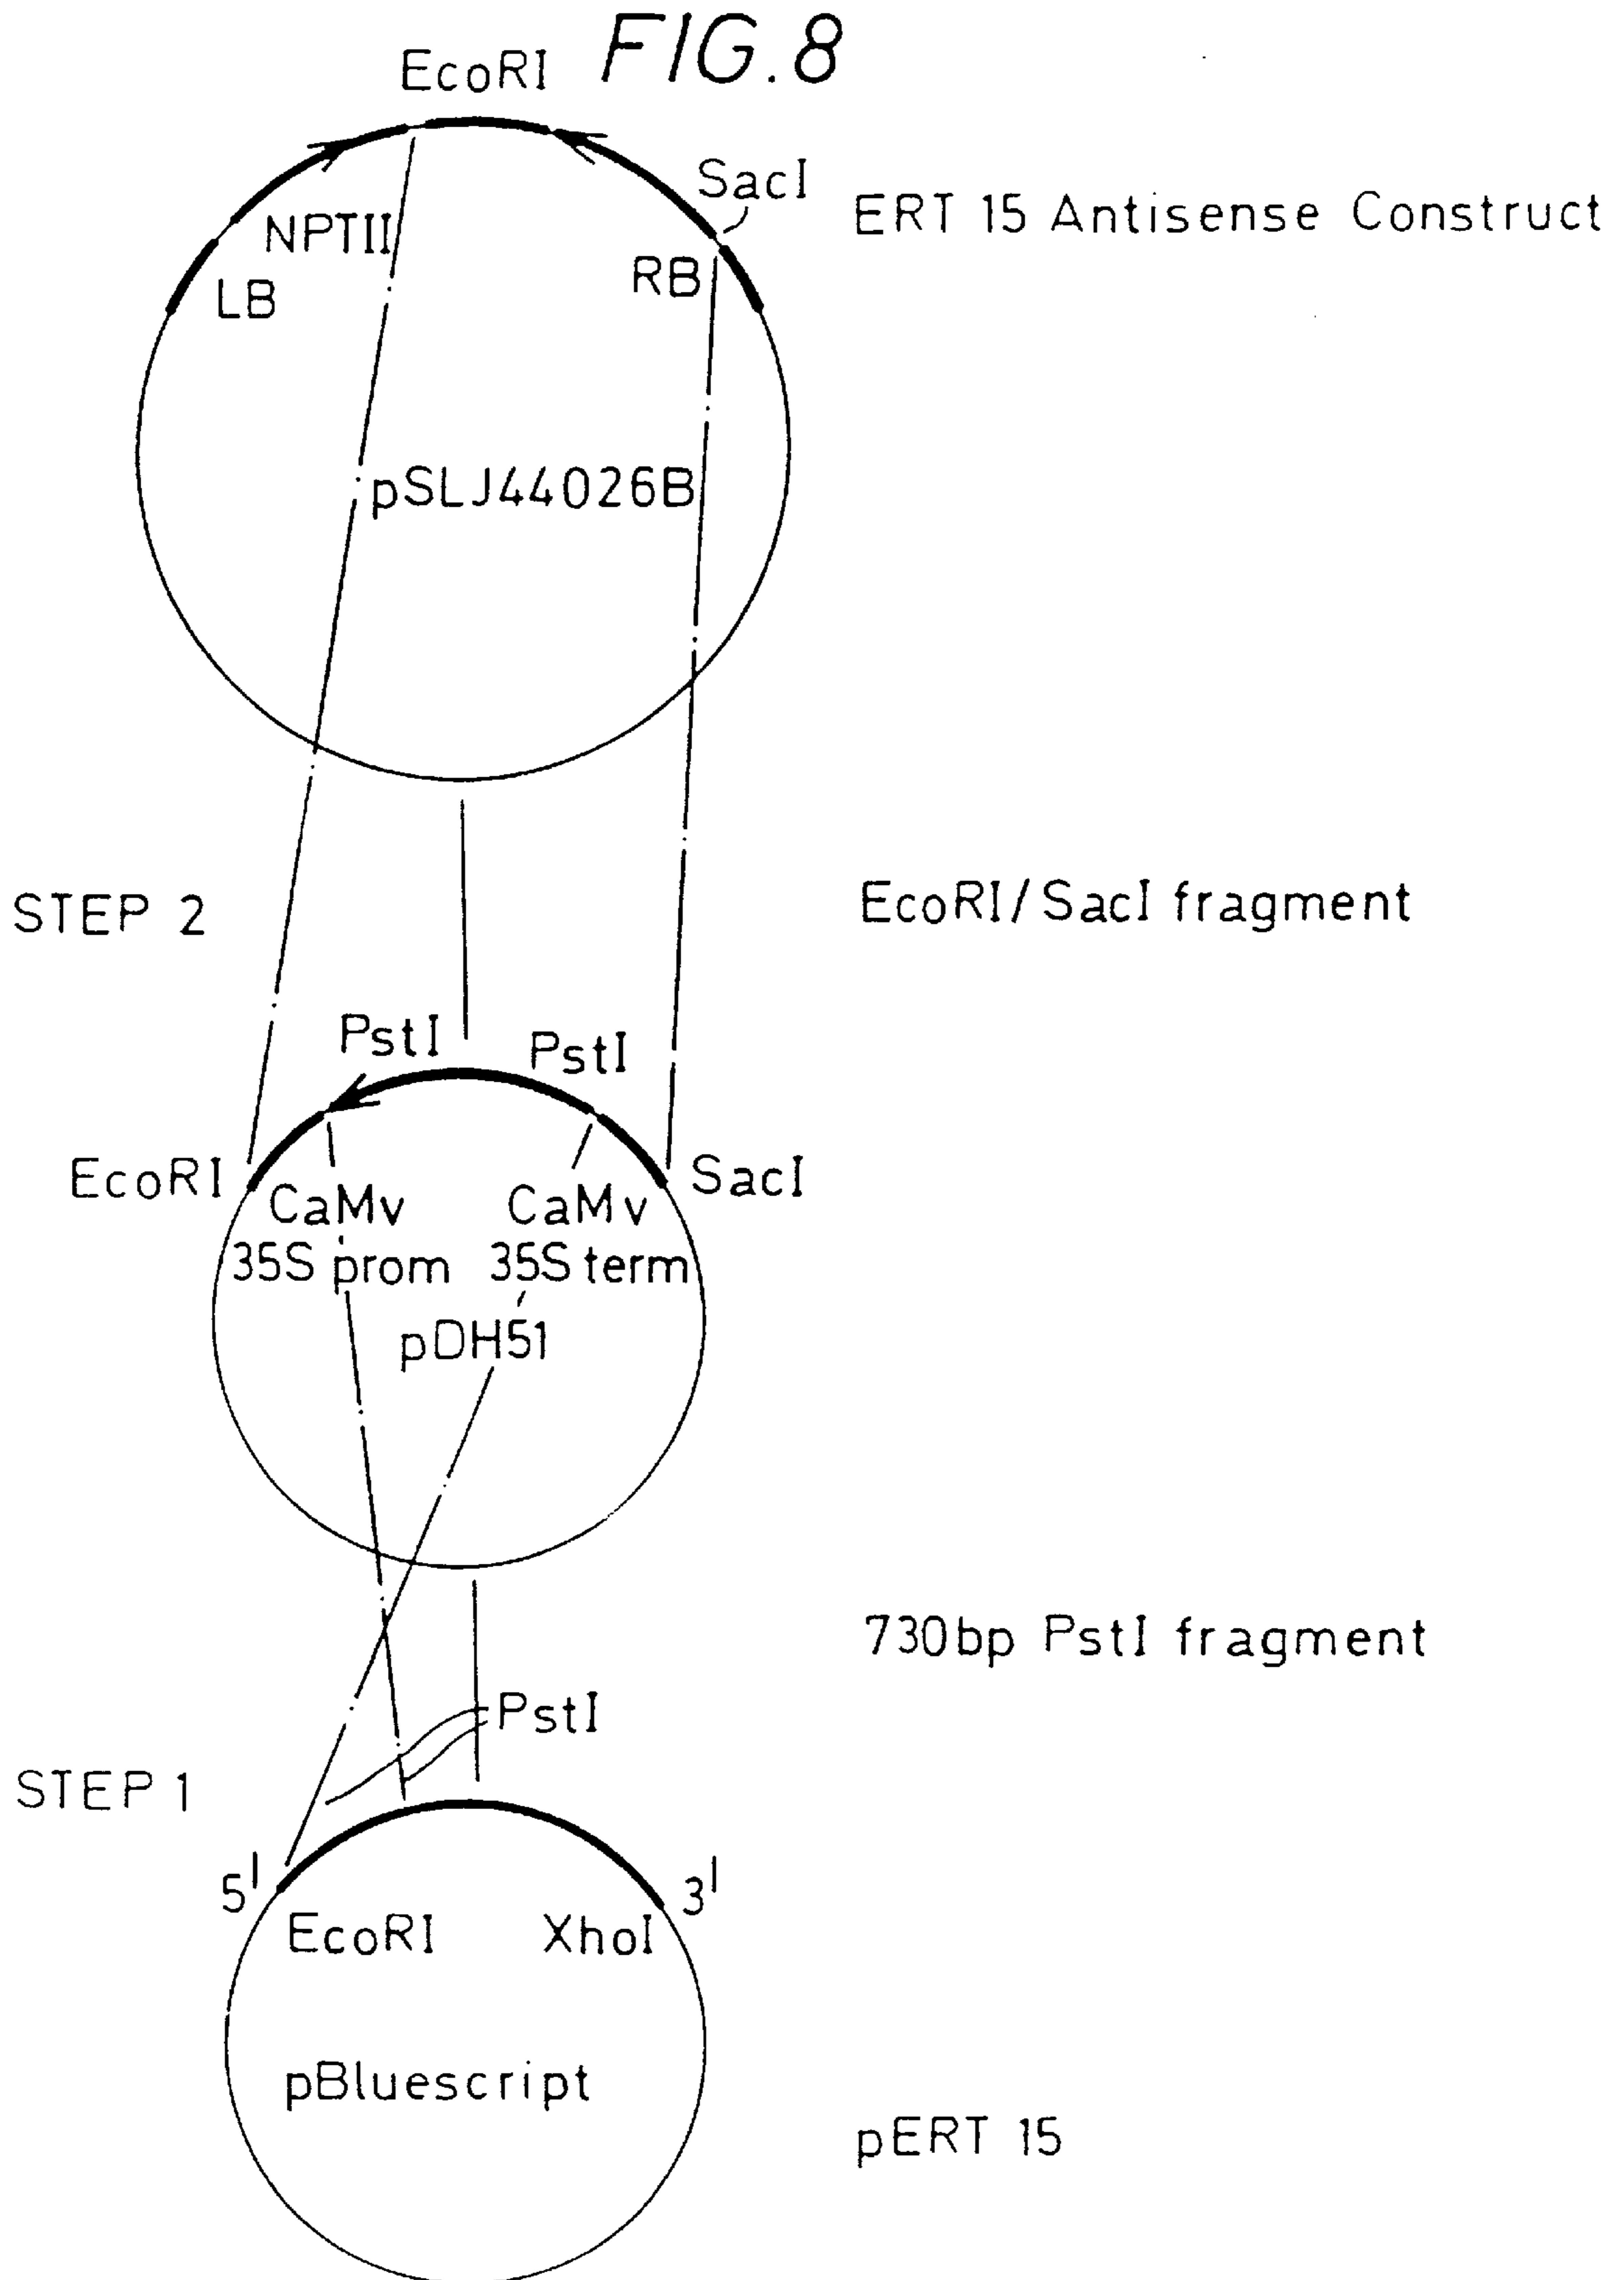 FIG.8
EcoRI
SacI
ERT 15 Antisense Construct
NPTII
RB
LB
pSLJ44026B
STEP 2
EcoRI/SacI fragment
PstI
PstI
EcoRI
SacI
CaMv
35S prom
CaMv
35S term
pDH51
730bp PstI fragment
PstI
STEP 1
5'
3'
EcoRI
XhoI
pBluescript
pERT 15